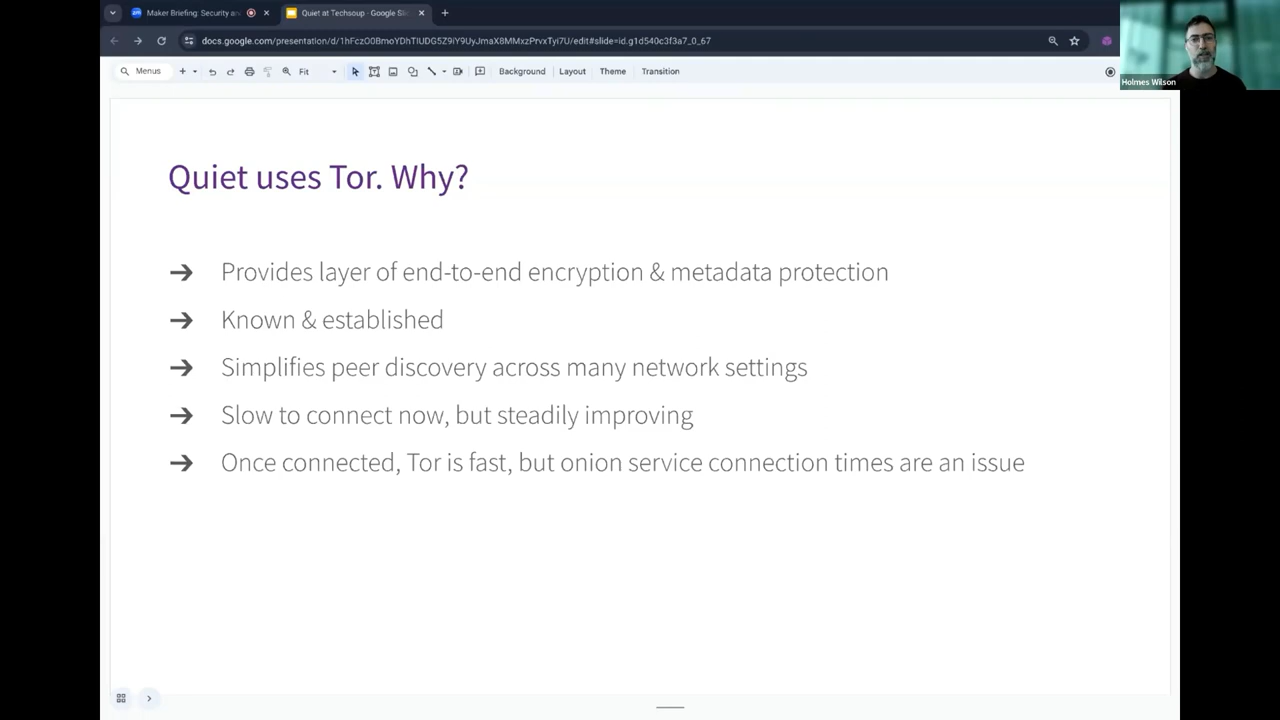 Maker Briefing: Security an
Quiet at Techsoup - Google Sl
docs.google.com/presentation/d/1hFczO0BmoYDhTIUDG5Z9iY9UyJmaX8MMxzPrvxTyi7U/edit#slide=id.g1d540c3f3a7_0_67
Menus
Fit
Background
Layout
Theme
Transition
Holmes Wilson
Quiet uses Tor. Why?
➔ Provides layer of end-to-end encryption & metadata protection
➔ Known & established
➔ Simplifies peer discovery across many network settings
➔ Slow to connect now, but steadily improving
➔ Once connected, Tor is fast, but onion service connection times are an issue